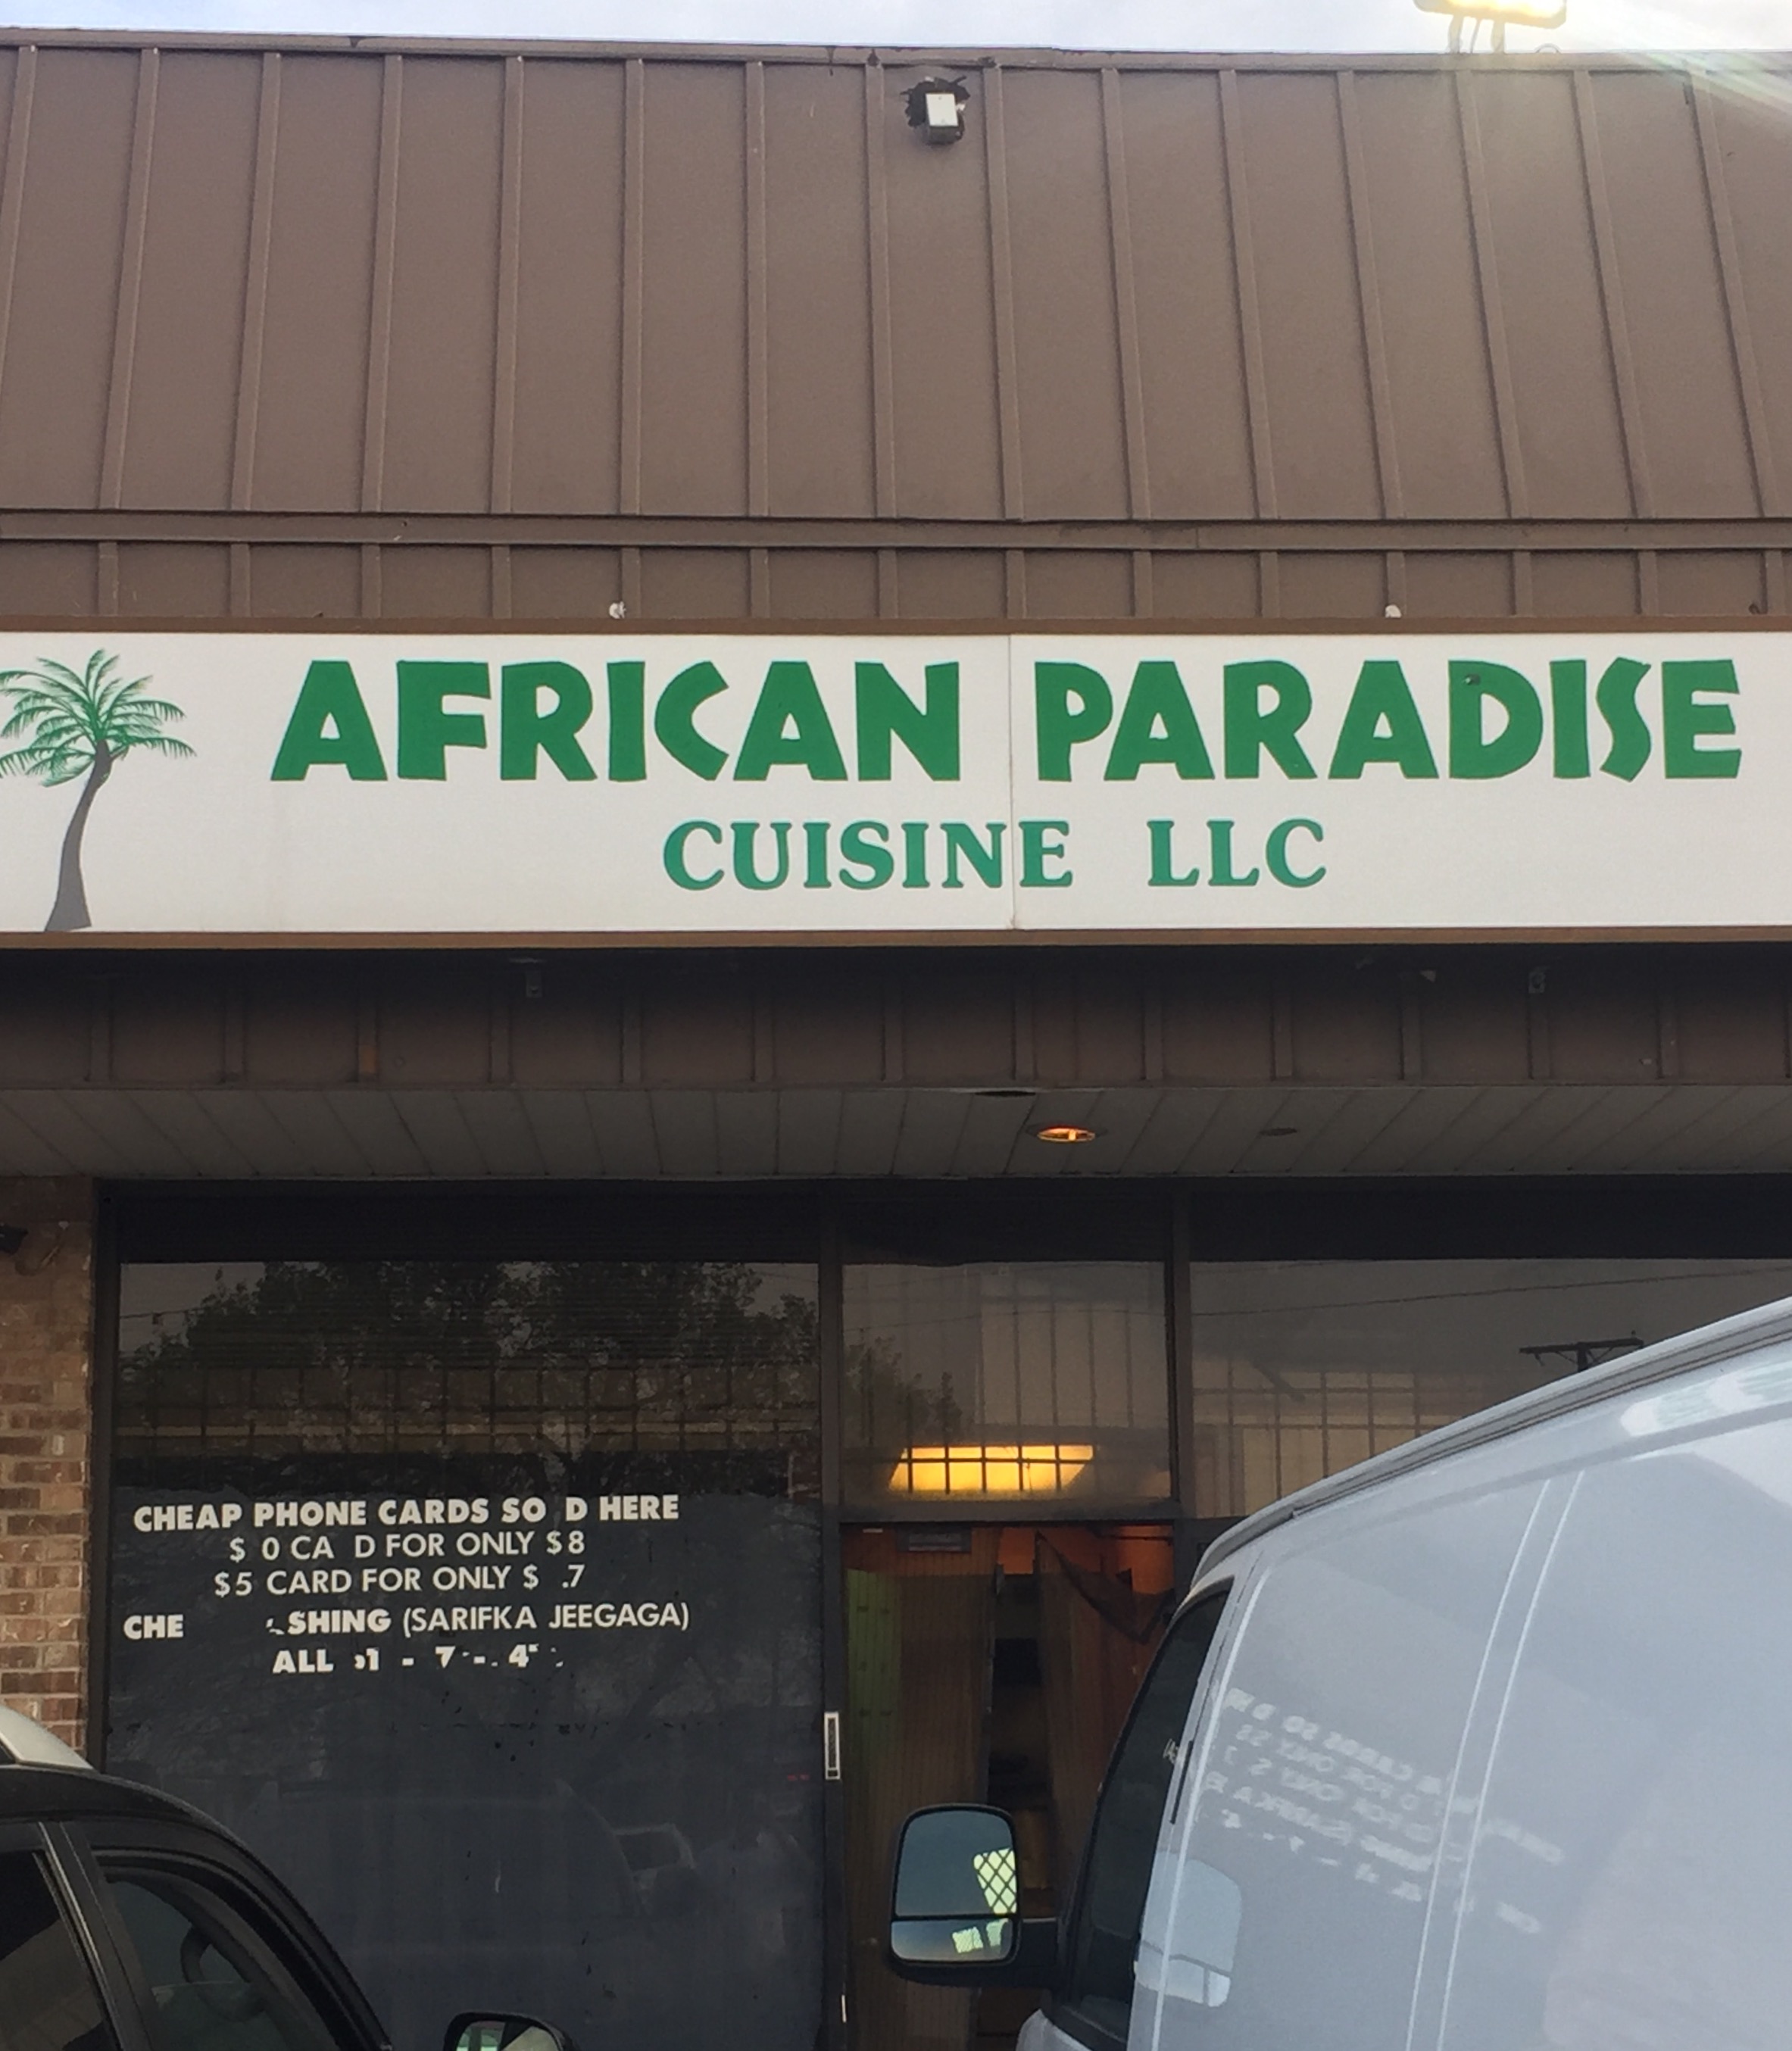 AFRICAN PARADISE
CUISINE LLC
CHEAP PHONE CARDS SO D HERE
$ 0 CA D FOR ONLY $8
$5 CARD FOR ONLY $ .7
CHE SHING (SARIFKA JEEGAGA)
ALL